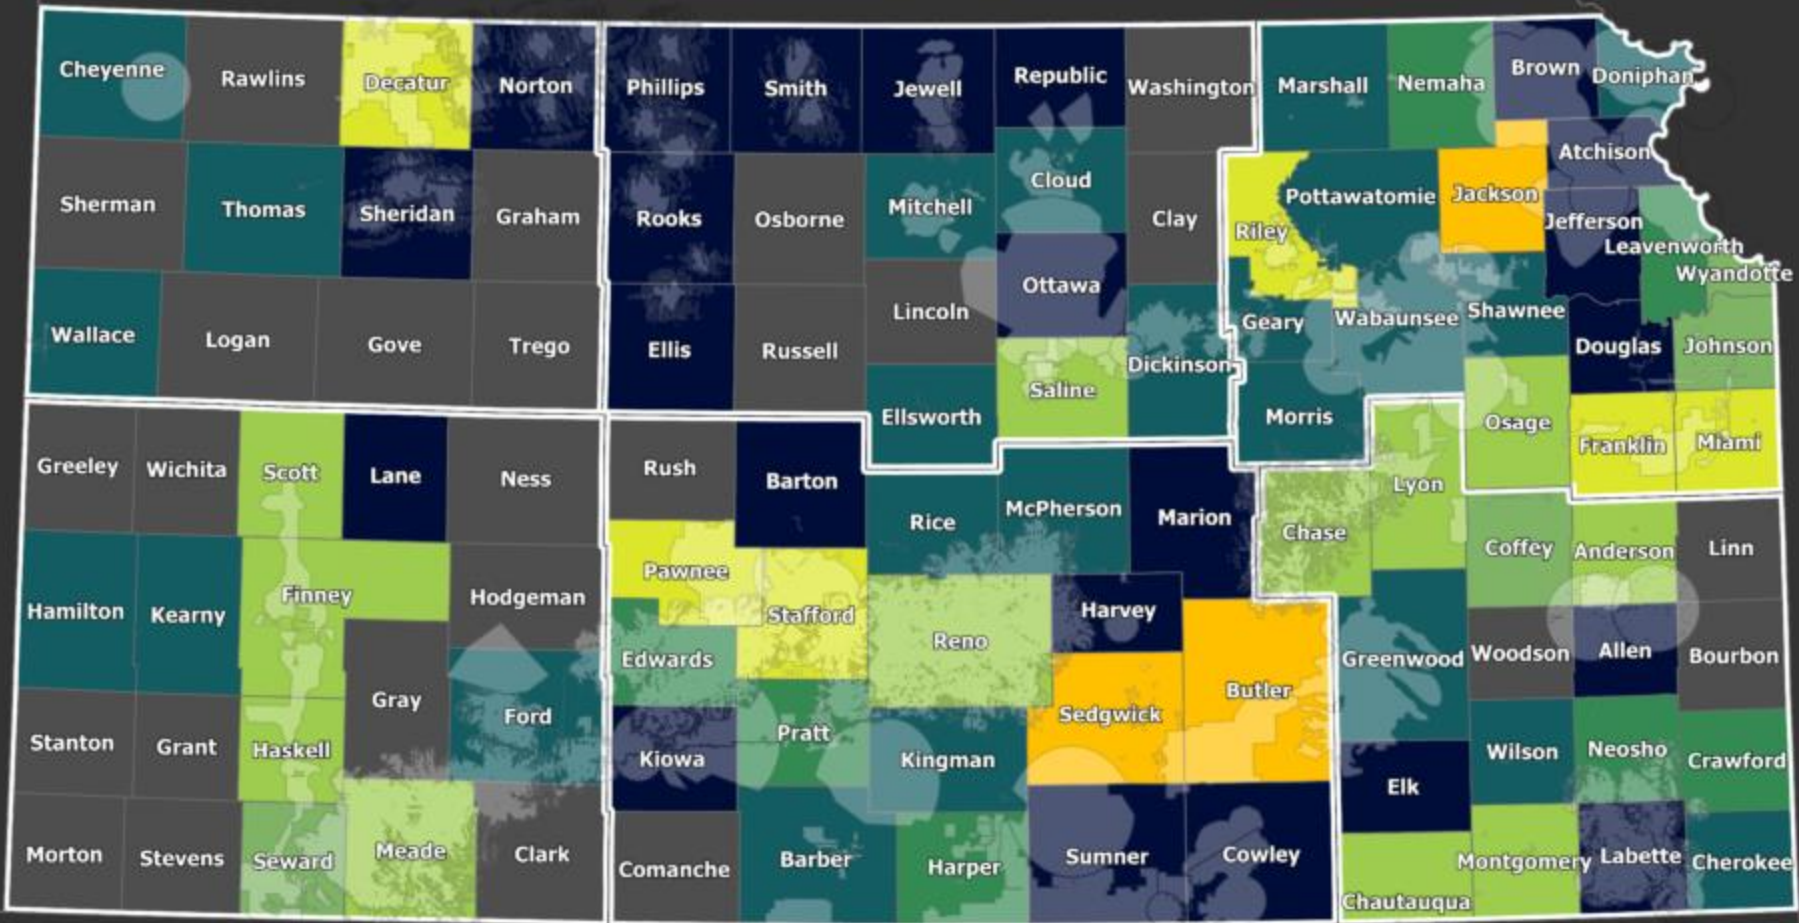 Cheyenne
Rawlins
Decatur
Norton
Phillips
Smith
Jewell
Republic
Washington
Marshall
Nemaha
Brown
Doniphan
Sherman
Thomas
Sheridan
Graham
Rooks
Osborne
Mitchell
Cloud
Clay
Riley
Pottawatomie
Jackson
Atchison
Jefferson
Leavenworth
Wyandotte
Wallace
Logan
Gove
Trego
Ellis
Russell
Lincoln
Ottawa
Saline
Dickinson
Geary
Wabaunsee
Shawnee
Douglas
Johnson
Ellsworth
Morris
Osage
Franklin
Miami
Greeley
Wichita
Scott
Lane
Ness
Rush
Barton
Rice
McPherson
Marion
Chase
Lyon
Coffey
Anderson
Linn
Hamilton
Kearny
Finney
Hodgeman
Pawnee
Stafford
Edwards
Reno
Harvey
Butler
Sedgwick
Greenwood
Woodson
Allen
Bourbon
Stanton
Grant
Haskell
Gray
Ford
Kiowa
Pratt
Kingman
Elk
Wilson
Neosho
Crawford
Morton
Stevens
Seward
Meade
Clark
Comanche
Barber
Harper
Sumner
Cowley
Chautauqua
Montgomery
Labette
Cherokee